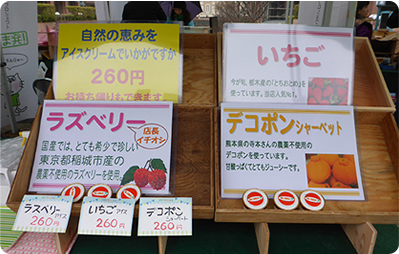 自然の恵みを
アイスクリームでいかがですか
260円
お持ち帰りもできます
いちご
今が旬、栃木産の「とちおとめ」を
使っています。当店人気No.1
ラズベリー
店長
イチオシ
国産では、とても希少で珍しい
東京都稲城市産の
農薬不使用のラズベリーを使用。
デコポンシャーベット
熊本県の寺本さんの農薬不使用の
デコポンを使っています。
甘酸っぱくてとてもジューシーです。
ラズベリーアイス
260円
いちごアイス
260円
デコポン
シャーベット
260円